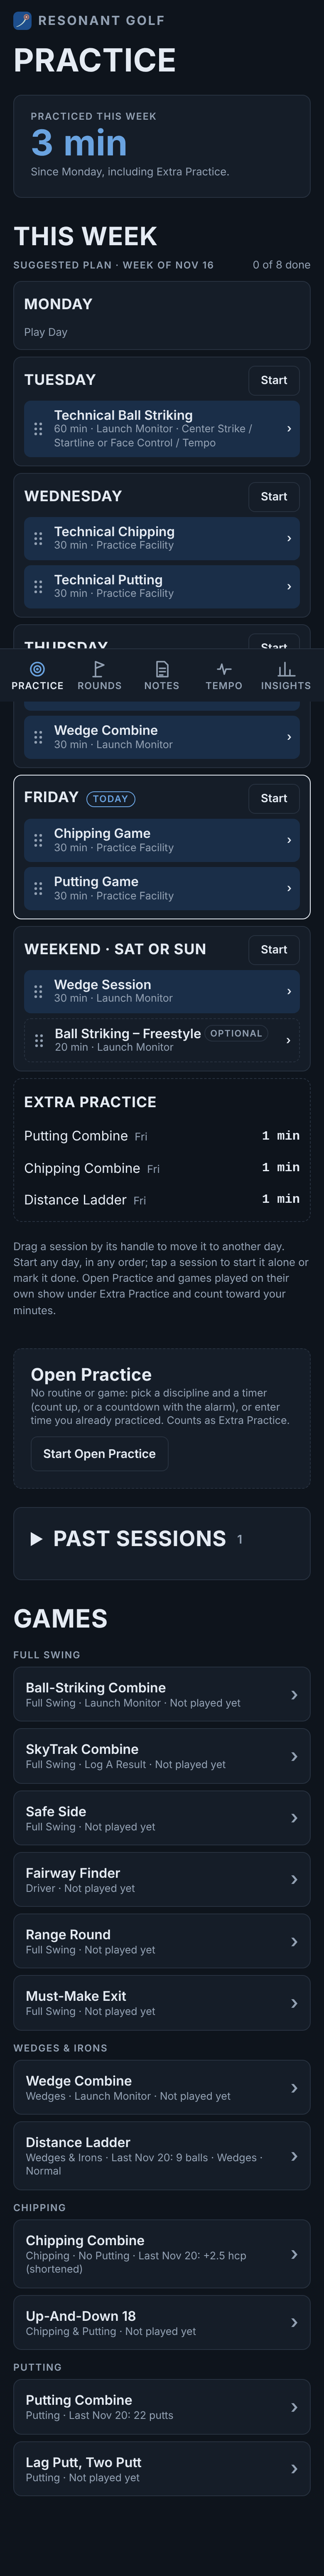 RESONANT GOLF
PRACTICE
PRACTICED THIS WEEK
3 min
Since Monday, including Extra Practice.
THIS WEEK
SUGGESTED PLAN · WEEK OF NOV 16
0 of 8 done
MONDAY
Play Day
TUESDAY
Start
Technical Ball Striking
60 min · Launch Monitor · Center Strike /
Startline or Face Control / Tempo
›
WEDNESDAY
Start
Technical Chipping
30 min · Practice Facility
›
Technical Putting
30 min · Practice Facility
›
THURSDAY
Start
PRACTICE
ROUNDS
NOTES
TEMPO
INSIGHTS
Wedge Combine
30 min · Launch Monitor
›
FRIDAY
TODAY
Start
Chipping Game
30 min · Practice Facility
›
Putting Game
30 min · Practice Facility
›
WEEKEND · SAT OR SUN
Start
Wedge Session
30 min · Launch Monitor
›
Ball Striking – Freestyle
OPTIONAL
20 min · Launch Monitor
›
EXTRA PRACTICE
Putting Combine Fri
1 min
Chipping Combine Fri
1 min
Distance Ladder Fri
1 min
Drag a session by its handle to move it to another day.
Start any day, in any order; tap a session to start it alone or
mark it done. Open Practice and games played on their
own show under Extra Practice and count toward your
minutes.
Open Practice
No routine or game: pick a discipline and a timer
(count up, or a countdown with the alarm), or enter
time you already practiced. Counts as Extra Practice.
Start Open Practice
▶ PAST SESSIONS 1
GAMES
FULL SWING
Ball-Striking Combine
Full Swing · Launch Monitor · Not played yet
›
SkyTrak Combine
Full Swing · Log A Result · Not played yet
›
Safe Side
Full Swing · Not played yet
›
Fairway Finder
Driver · Not played yet
›
Range Round
Full Swing · Not played yet
›
Must-Make Exit
Full Swing · Not played yet
›
WEDGES & IRONS
Wedge Combine
Wedges · Launch Monitor · Not played yet
›
Distance Ladder
Wedges & Irons · Last Nov 20: 9 balls · Wedges ·
Normal
›
CHIPPING
Chipping Combine
Chipping · No Putting · Last Nov 20: +2.5 hcp
(shortened)
›
Up-And-Down 18
Chipping & Putting · Not played yet
›
PUTTING
Putting Combine
Putting · Last Nov 20: 22 putts
›
Lag Putt, Two Putt
Putting · Not played yet
›